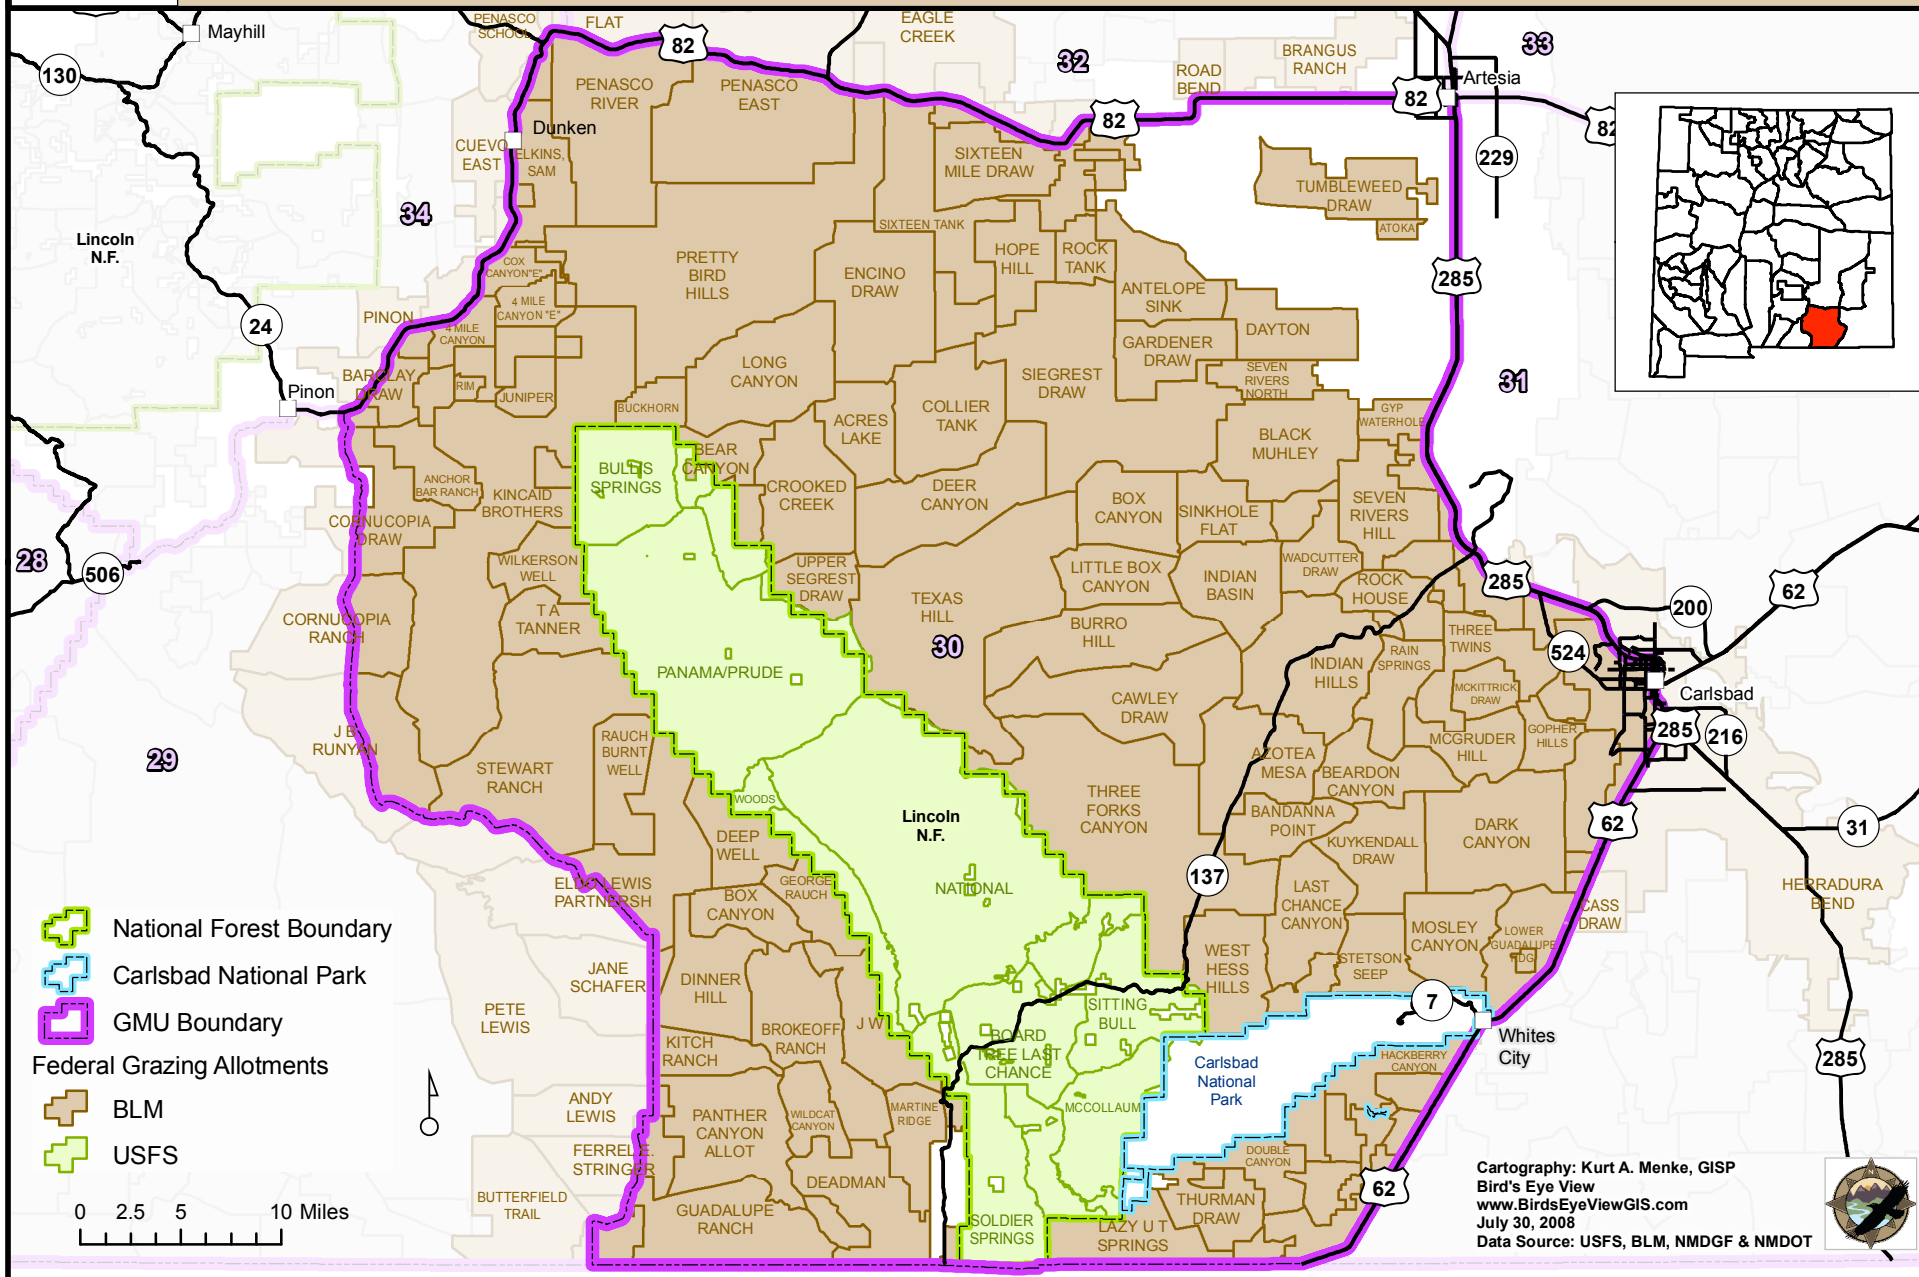 PENASCO
SCHOOL
FLAT
EAGLE
CREEK
Mayhill
130
82
32
33
BRANGUS
RANCH
ROAD
BEND
Artesia
82
82
82
PENASCO
RIVER
PENASCO
EAST
Dunken
CUEVO
EAST
ELKINS,
SAM
SIXTEEN
MILE DRAW
229
TUMBLEWEED
DRAW
ATOKA
34
Lincoln
N.F.
SIXTEEN TANK
COX
CANYON"E"
PRETTY
BIRD
HILLS
ENCINO
DRAW
HOPE
HILL
ROCK
TANK
285
4 MILE
CANYON "E"
ANTELOPE
SINK
24
PINON
4 MILE
CANYON
DAYTON
GARDENER
DRAW
LONG
CANYON
SIEGREST
DRAW
SEVEN
RIVERS
NORTH
31
BARCLAY
DRAW
RIM
JUNIPER
Pinon
BUCKHORN
ACRES
LAKE
COLLIER
TANK
GYP
WATERHOLE
BLACK
MUHLEY
BULLIS
SPRINGS
BEAR
CANYON
ANCHOR
BAR RANCH
KINCAID
BROTHERS
CROOKED
CREEK
DEER
CANYON
BOX
CANYON
SINKHOLE
FLAT
SEVEN
RIVERS
HILL
CORNUCOPIA
DRAW
28
506
WILKERSON
WELL
UPPER
SEGREST
DRAW
LITTLE BOX
CANYON
INDIAN
BASIN
WADCUTTER
DRAW
ROCK
HOUSE
285
62
200
CORNUCOPIA
RANCH
T A
TANNER
TEXAS
HILL
30
BURRO
HILL
THREE
TWINS
524
RAIN
SPRINGS
INDIAN
HILLS
PANAMA/PRUDE
MCKITTRICK
DRAW
Carlsbad
CAWLEY
DRAW
285
216
J B
RUNYAN
29
RAUCH
BURNT
WELL
STEWART
RANCH
AZOTEA
MESA
BEARDON
CANYON
MCGRUDER
HILL
GOPHER
HILLS
WOODS
THREE
FORKS
CANYON
Lincoln
N.F.
BANDANNA
POINT
62
31
DEEP
WELL
KUYKENDALL
DRAW
DARK
CANYON
137
ELDO LEWIS
PARTNERSH
GEORGE
RAUCH
NATIONAL
BOX
CANYON
LAST
CHANCE
CANYON
HERRADURA
BEND
CASS
DRAW
MOSLEY
CANYON
LOWER
GUADALUPE
National Forest Boundary
Carlsbad National Park
GMU Boundary
Federal Grazing Allotments
BLM
USFS
JANE
SCHAFER
DINNER
HILL
WEST
HESS
HILLS
STETSON
SEEP
PETE
LEWIS
7
SITTING
BULL
J W
BROKEOFF
RANCH
KITCH
RANCH
BOARD
TREE LAST
CHANCE
Whites
City
HACKBERRY
CANYON
Carlsbad
National
Park
285
ANDY
LEWIS
PANTHER
CANYON
ALLOT
WILDCAT
CANYON
MARTINE
RIDGE
MCCOLLAUM
FERREL E.
STRINGER
DOUBLE
CANYON
DEADMAN
BUTTERFIELD
TRAIL
GUADALUPE
RANCH
62
THURMAN
DRAW
SOLDIER
SPRINGS
LAZY U T
SPRINGS
0 2.5 5 10 Miles
Cartography: Kurt A. Menke, GISP
Bird's Eye View
www.BirdsEyeViewGIS.com
July 30, 2008
Data Source: USFS, BLM, NMDGF & NMDOT
N